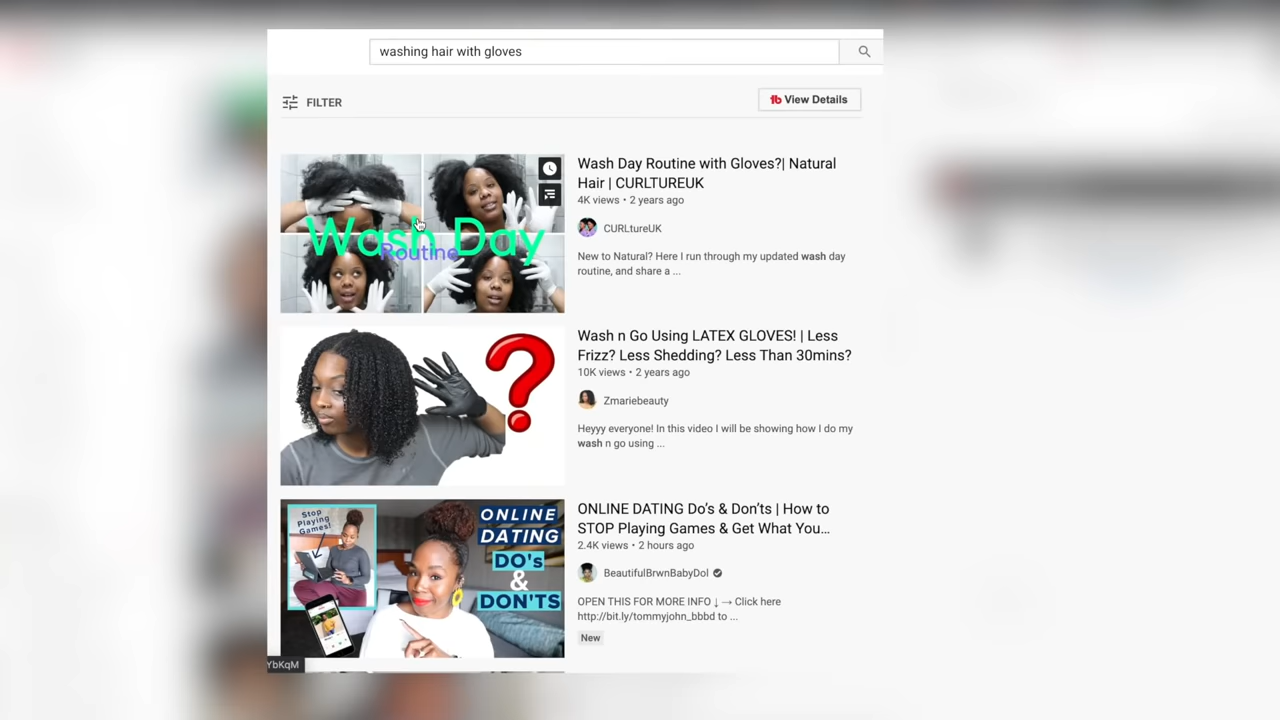 washing hair with gloves
FILTER
View Details
Wash Day
Routine
Wash Day Routine with Gloves?| Natural
Hair | CURLTUREUK
4K views • 2 years ago
CURLtureUK
New to Natural? Here I run through my updated wash day
routine, and share a ...
?
Wash n Go Using LATEX GLOVES! | Less
Frizz? Less Shedding? Less Than 30mins?
10K views • 2 years ago
Zmariebeauty
Heyyy everyone! In this video I will be showing how I do my
wash n go using ...
Stop
Playing
Games!
ONLINE
DATING
DO's
&
DON'TS
ONLINE DATING Do's & Don'ts | How to
STOP Playing Games & Get What You...
2.4K views • 2 hours ago
BeautifulBrwnBabyDol
OPEN THIS FOR MORE INFO ↓ → Click here
http://bit.ly/tommyjohn_bbbd to ...
New
YbKqM